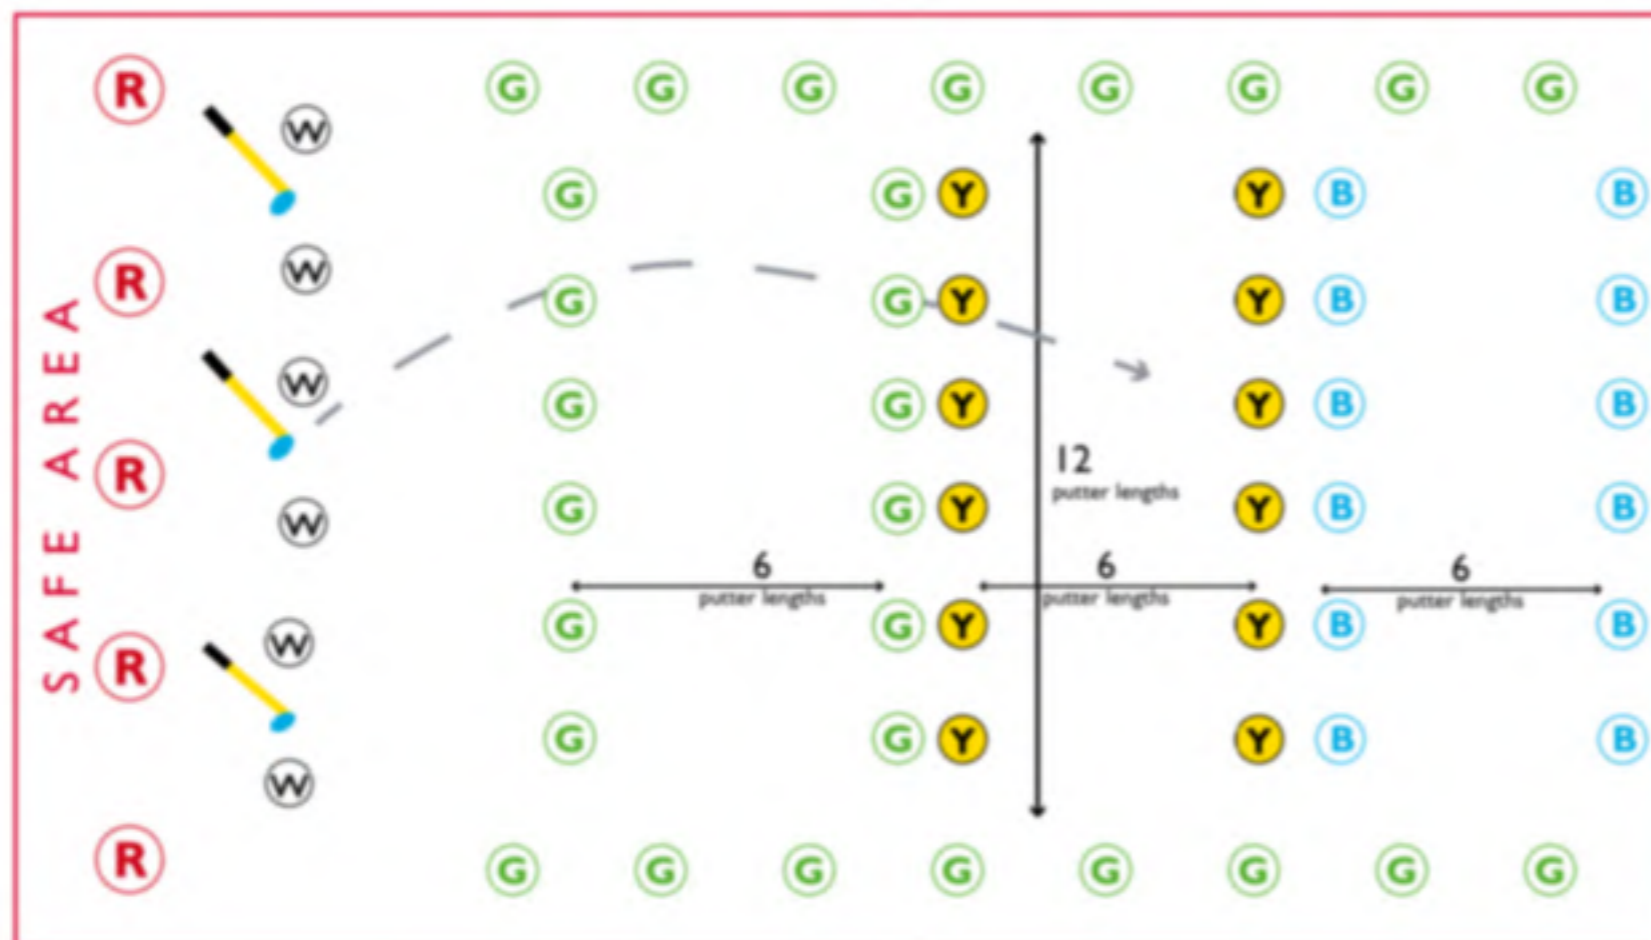 R G G G G G G G G
W
G G Y Y B B
W
R
G G Y Y B B
W
G G Y Y B B
SAFE AREA
12
putter lengths
R
W
G G Y Y B B
6 6 6
putter lengths putter lengths putter lengths
W
G G Y Y B B
R
G G Y Y B B
W
R G G G G G G G G